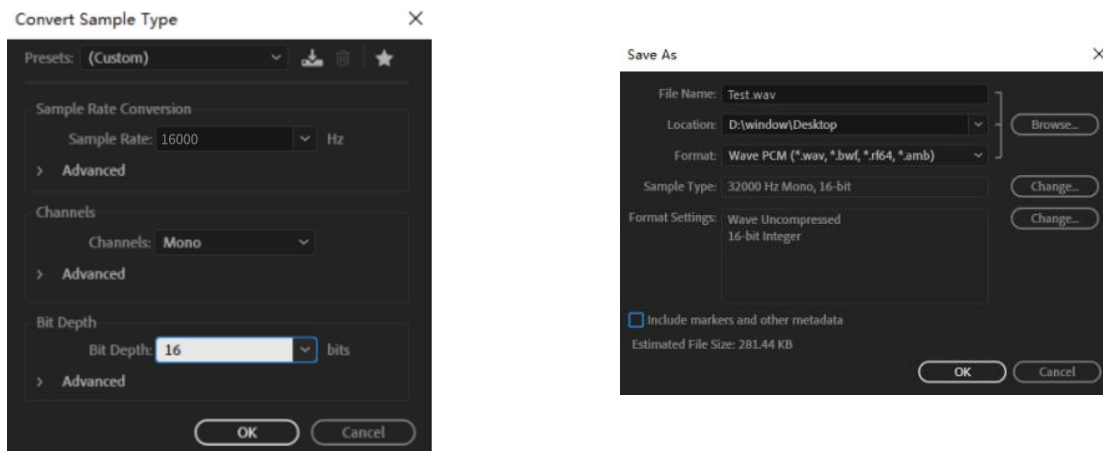 Convert Sample Type
Presets: (Custom)
Sample Rate Conversion
Sample Rate: 16000 Hz
Advanced
Channels
Channels: Mono
Advanced
Bit Depth
Bit Depth: 16 bits
Advanced
OK Cancel
Save As
File Name: Test.wav
Location: D:\window\Desktop Browse...
Format: Wave PCM (*.wav, *.bwf, *.rf64, *.amb)
Sample Type: 32000 Hz Mono, 16-bit Change...
Format Settings: Wave Uncompressed Change...
16-bit Integer
Include markers and other metadata
Estimated File Size: 281.44 KB
OK Cancel